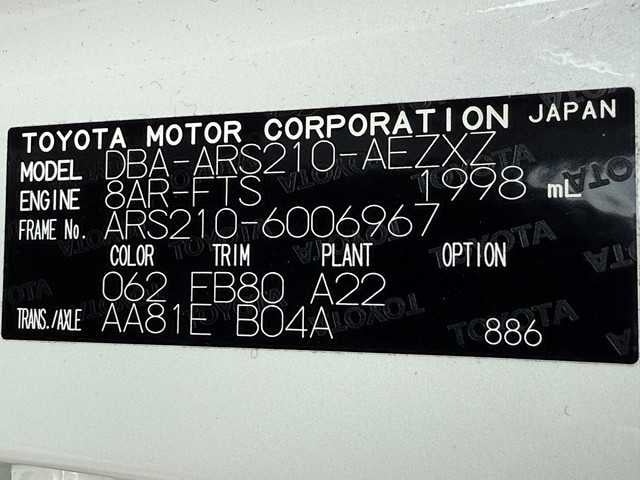 TOYOTA MOTOR CORPORATION JAPAN
MODEL DBA-ARS210-AEZXZ
ENGINE 8AR-FTS 1998 mL
FRAME No. ARS210-6006967
COLOR TRIM PLANT OPTION
062 FB80 A22
TRANS./AXLE AA81E B04A 886